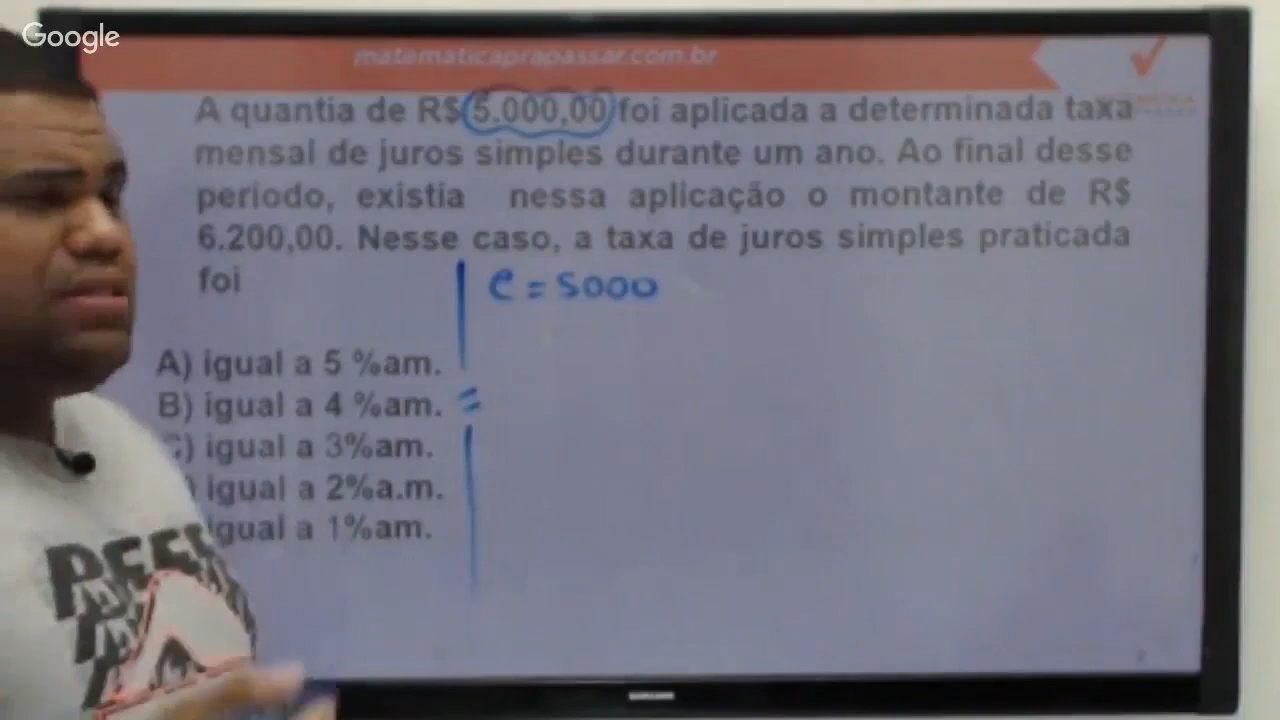 Google
matematicaprapassar.com.br
A quantia de R$ 5.000,00 foi aplicada a determinada taxa
mensal de juros simples durante um ano. Ao final desse
periodo, existia nessa aplicação o montante de R$
6.200,00. Nesse caso, a taxa de juros simples praticada
foi
C = 5000
A) igual a 5 %am.
B) igual a 4 %am.
C) igual a 3%am.
) igual a 2%a.m.
igual a 1%am.